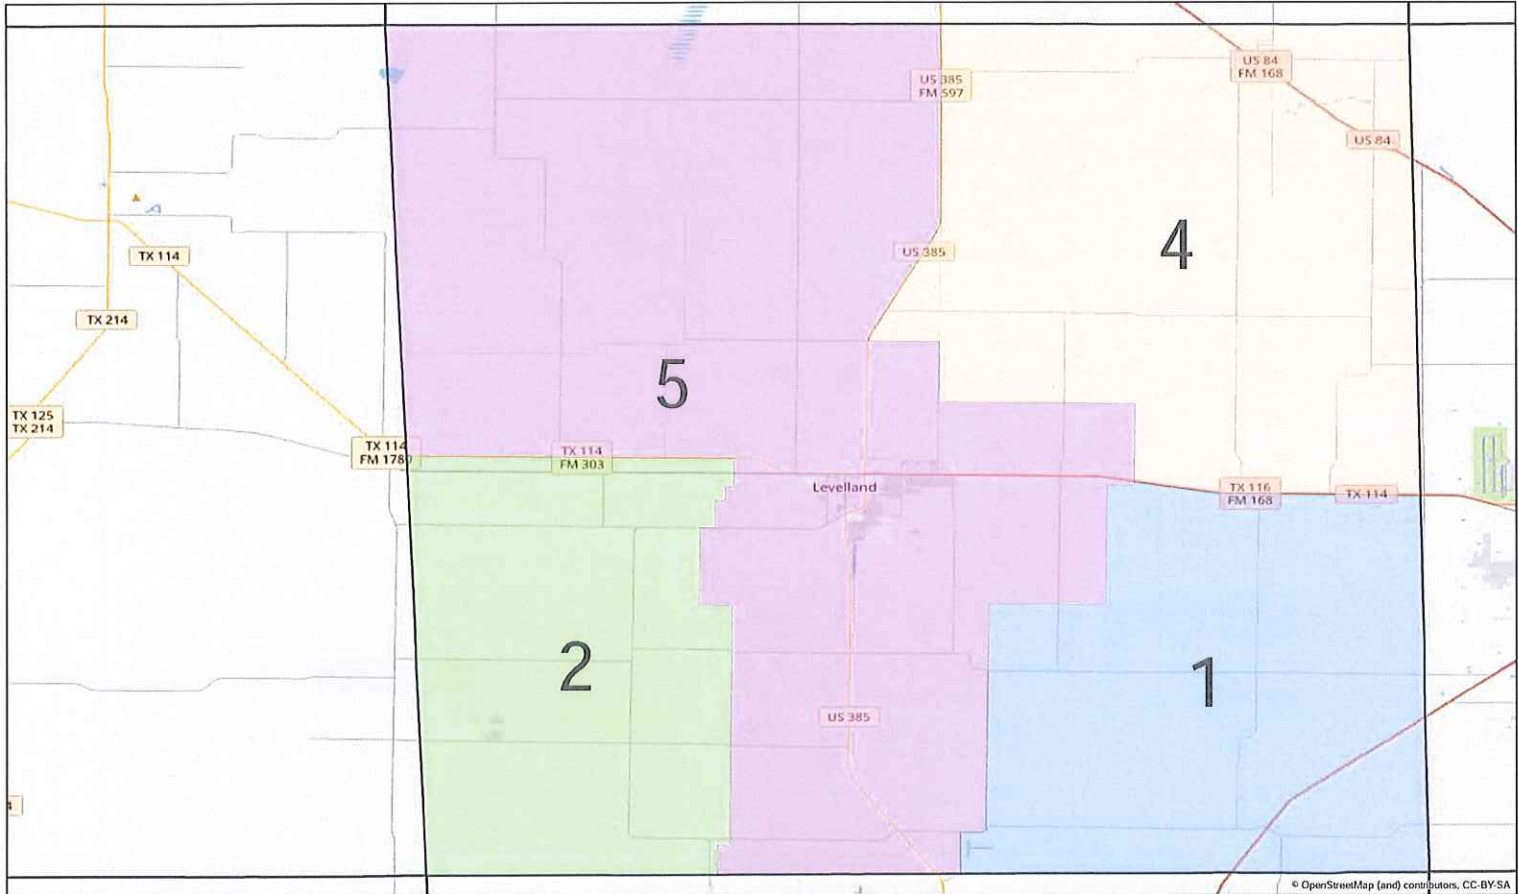 US 385
FM 597
US 84
FM 168
US 84
4
US 385
TX 114
TX 214
5
TX 125
TX 214
TX 114
FM 1780
TX 114
FM 303
Levelland
TX 116
FM 168
TX 114
2
1
US 385
4
© OpenStreetMap (and) contributors, CC-BY-SA